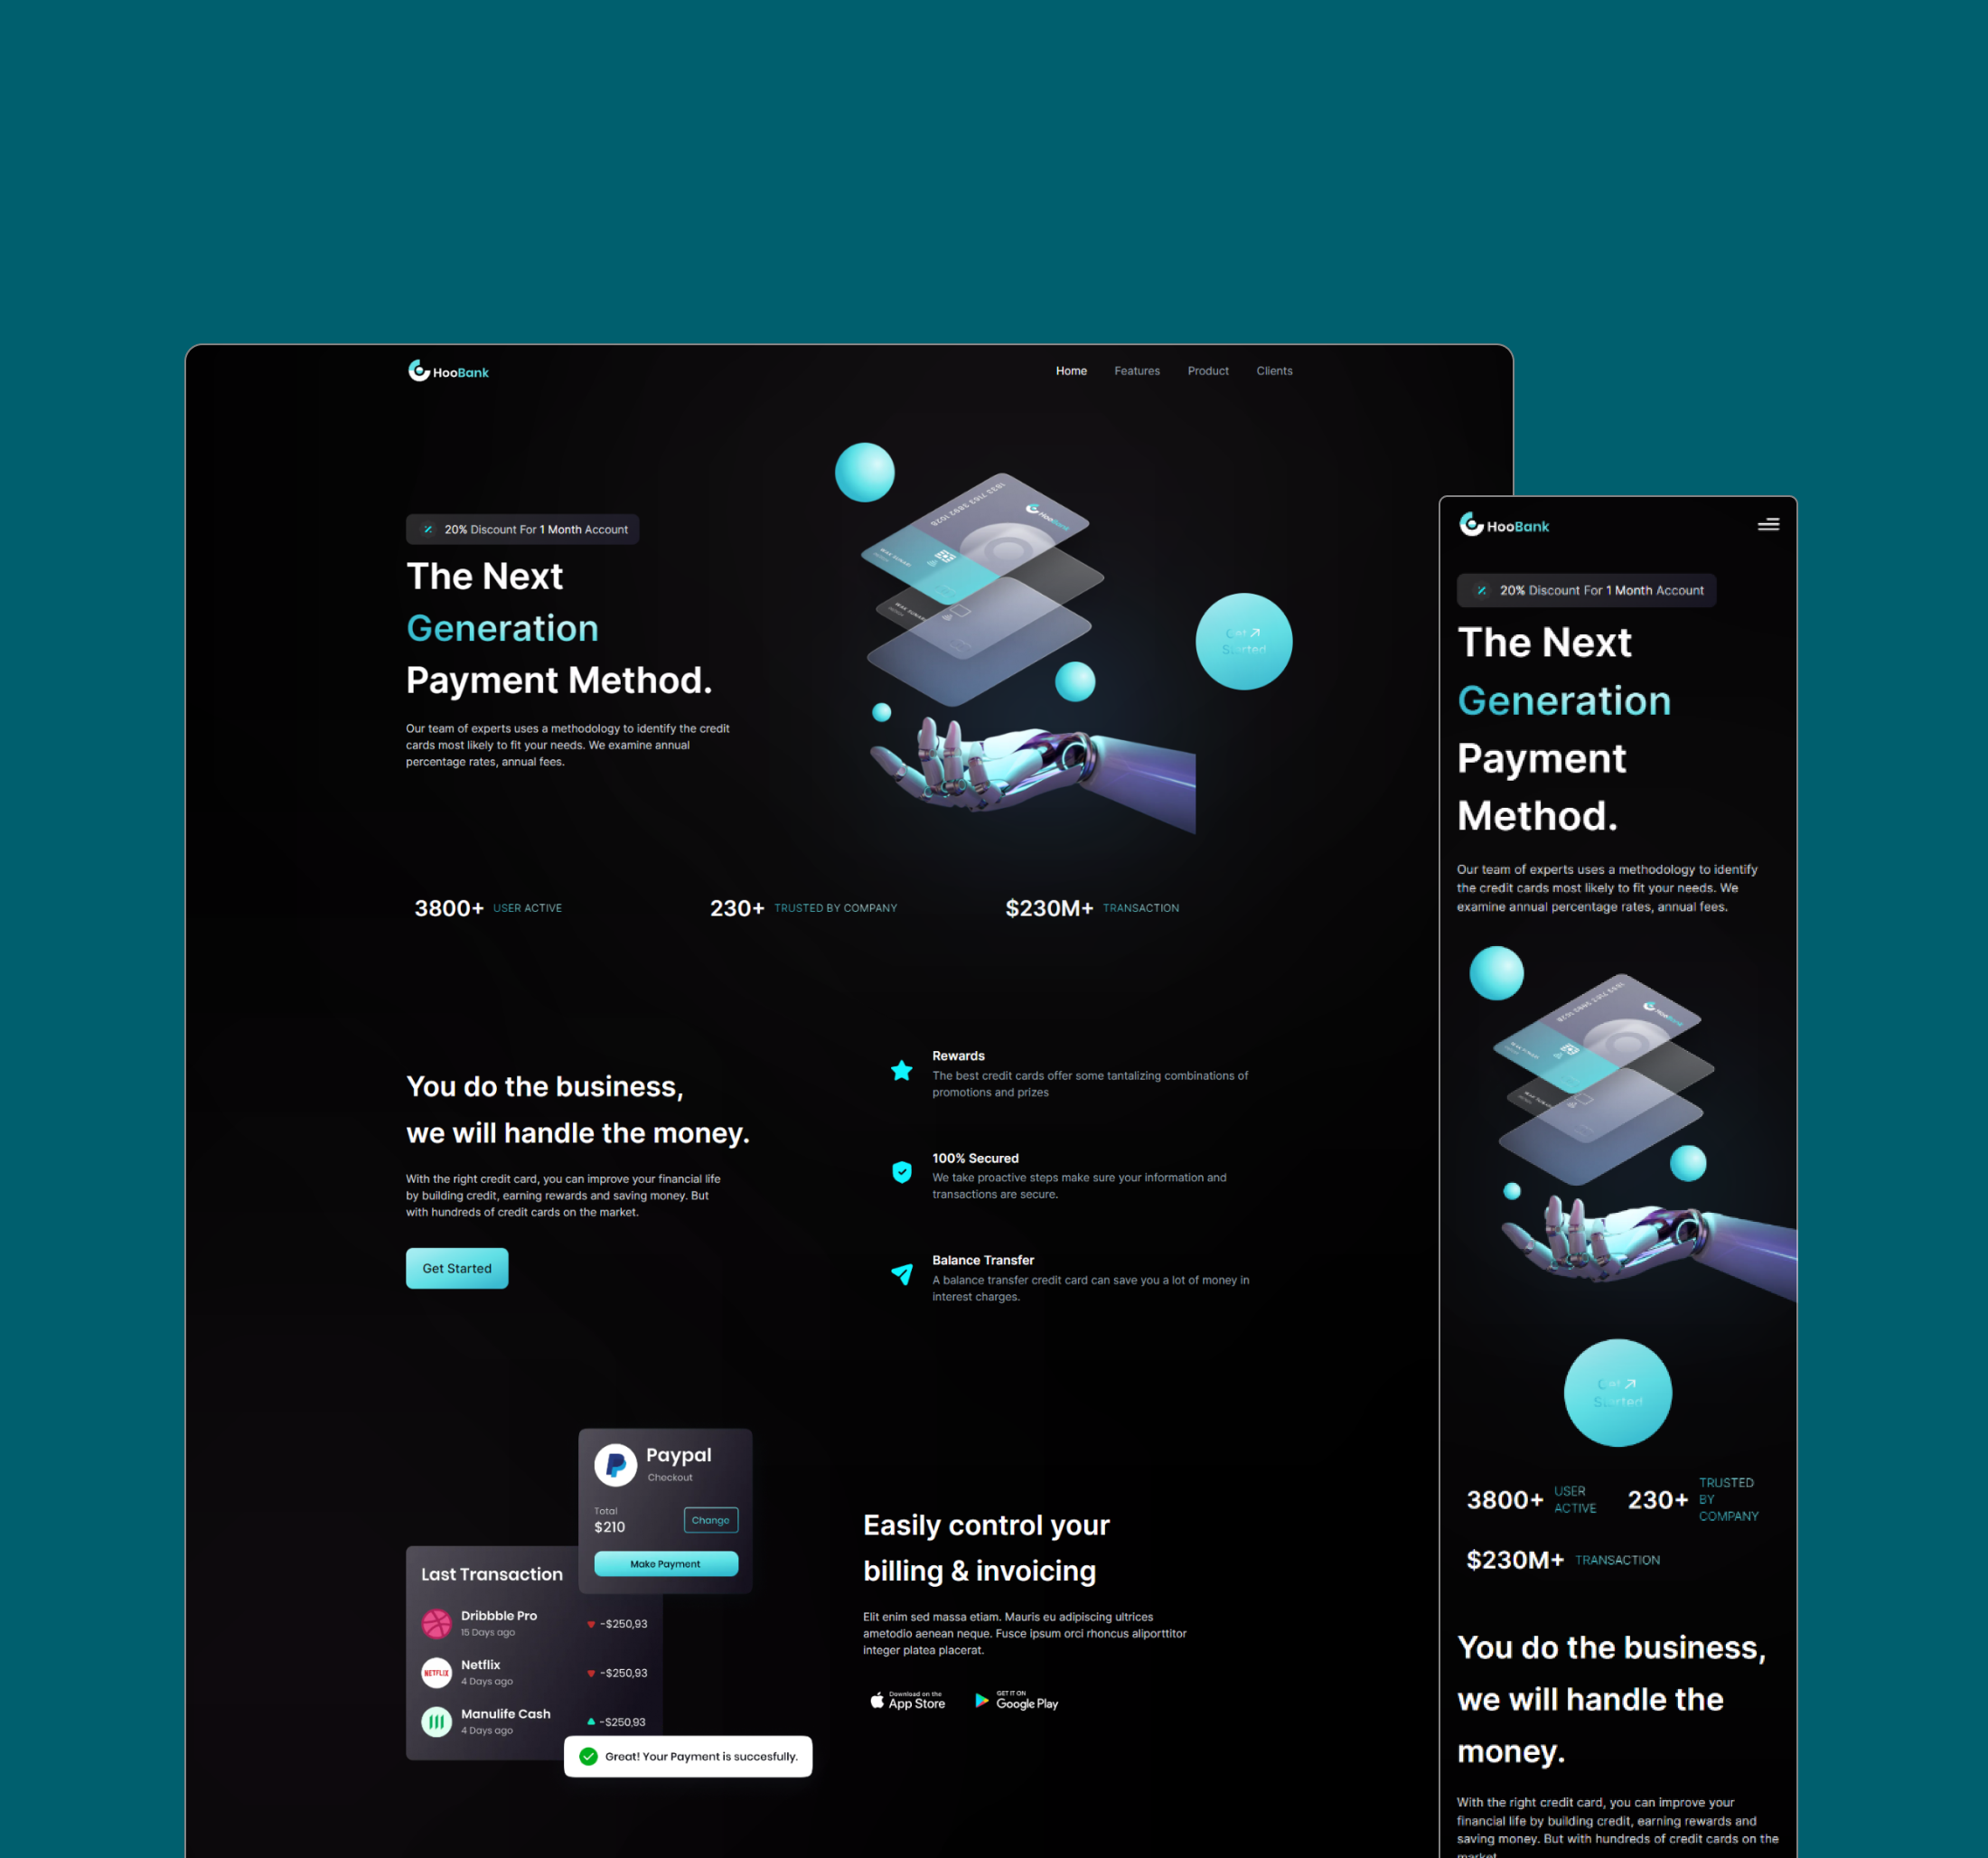 HooBank
Home Features Product Clients
20% Discount For 1 Month Account
The Next
Generation
Payment Method.
Our team of experts uses a methodology to identify the credit
cards most likely to fit your needs. We examine annual
percentage rates, annual fees.
1832 7162 3892 1028
HooBank
Get
Started
3800+ USER ACTIVE
230+ TRUSTED BY COMPANY
$230M+ TRANSACTION
You do the business,
we will handle the money.
With the right credit card, you can improve your financial life
by building credit, earning rewards and saving money. But
with hundreds of credit cards on the market.
Get Started
Rewards
The best credit cards offer some tantalizing combinations of
promotions and prizes
100% Secured
We take proactive steps make sure your information and
transactions are secure.
Balance Transfer
A balance transfer credit card can save you a lot of money in
interest charges.
Paypal
Checkout
Total
$210
Change
Make Payment
Last Transaction
Dribbble Pro
15 Days ago
-$250,93
NETFLIX
Netflix
4 Days ago
-$250,93
Manulife Cash
4 Days ago
-$250,93
Great! Your Payment is succesfully.
Easily control your
billing & invoicing
Elit enim sed massa etiam. Mauris eu adipiscing ultrices
ametodio aenean neque. Fusce ipsum orci rhoncus aliporttitor
integer platea placerat.
Download on the
App Store
GET IT ON
Google Play
HooBank
20% Discount For 1 Month Account
The Next
Generation
Payment
Method.
Our team of experts uses a methodology to identify
the credit cards most likely to fit your needs. We
examine annual percentage rates, annual fees.
HooBank
Get
Started
3800+ USER
ACTIVE
230+ TRUSTED
BY
COMPANY
$230M+ TRANSACTION
You do the business,
we will handle the
money.
With the right credit card, you can improve your
financial life by building credit, earning rewards and
saving money. But with hundreds of credit cards on the
market.